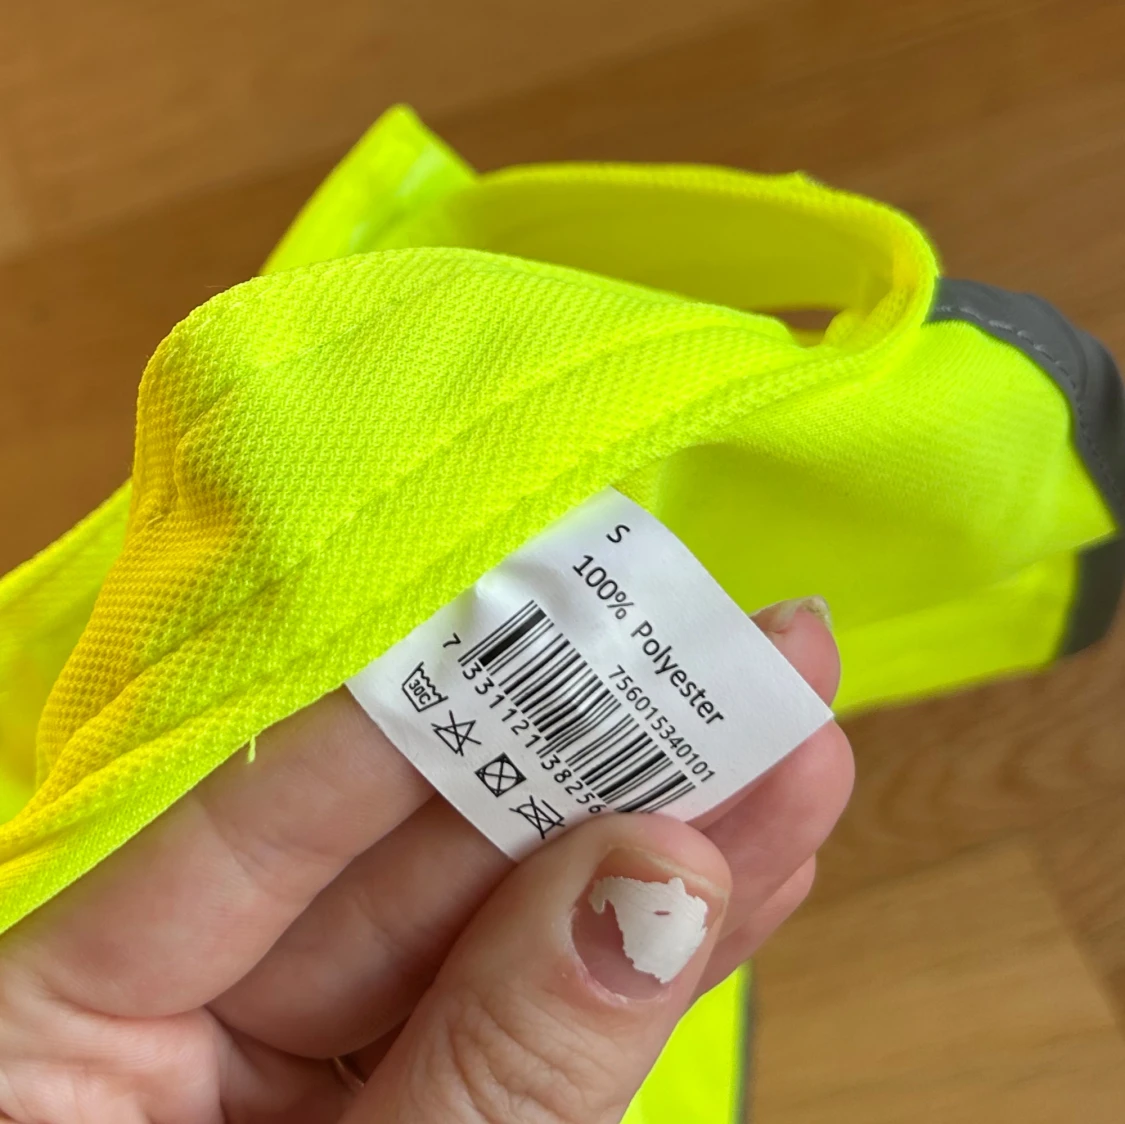 S
100% Polyester
756015340101
7 331121 38256
30C